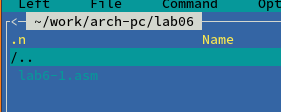 Left File Command Opt
<─ ~/work/arch-pc/lab06
.n Name
/..
lab6-1.asm